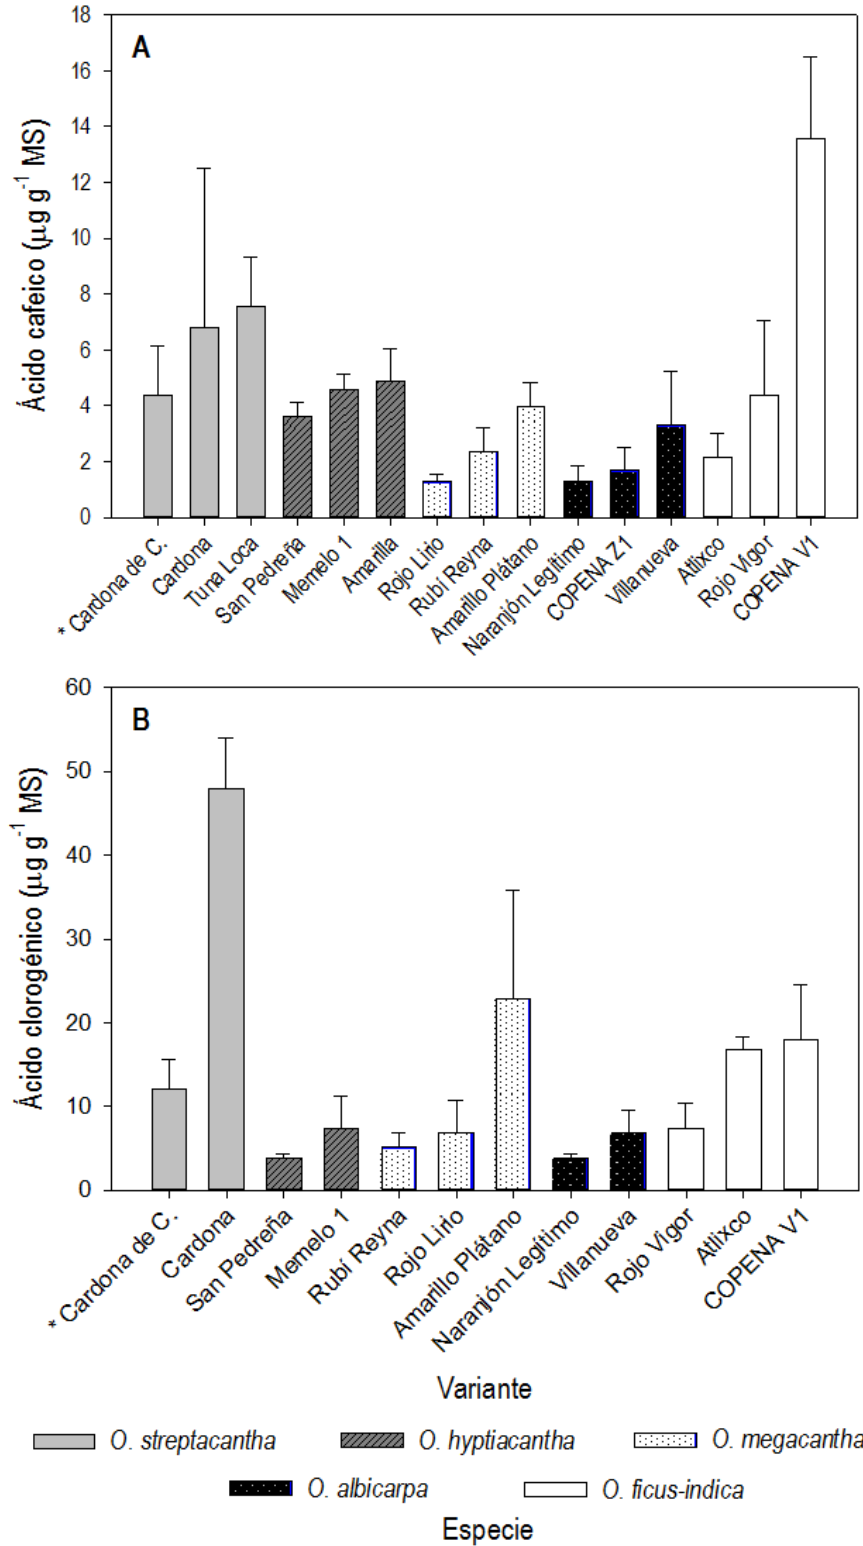 A
Ácido cafeico (µg g⁻¹ MS)
18
16
14
12
10
8
6
4
2
0
* Cardona de C.
Cardona
Tuna Loca
San Pedreña
Memelo 1
Amarilla
Rojo Lirio
Rubí Reyna
Amarillo Plátano
Naranjón Legítimo
COPENA Z1
Villanueva
Atlixco
Rojo Vigor
COPENA V1
B
Ácido clorogénico (µg g⁻¹ MS)
60
50
40
30
20
10
0
* Cardona de C.
Cardona
San Pedreña
Memelo 1
Rubí Reyna
Rojo Lirio
Amarillo Plátano
Naranjón Legítimo
Villanueva
Rojo Vigor
Atlixco
COPENA V1
Variante
O. streptacantha
O. hyptiacantha
O. megacantha
O. albicarpa
O. ficus-indica
Especie